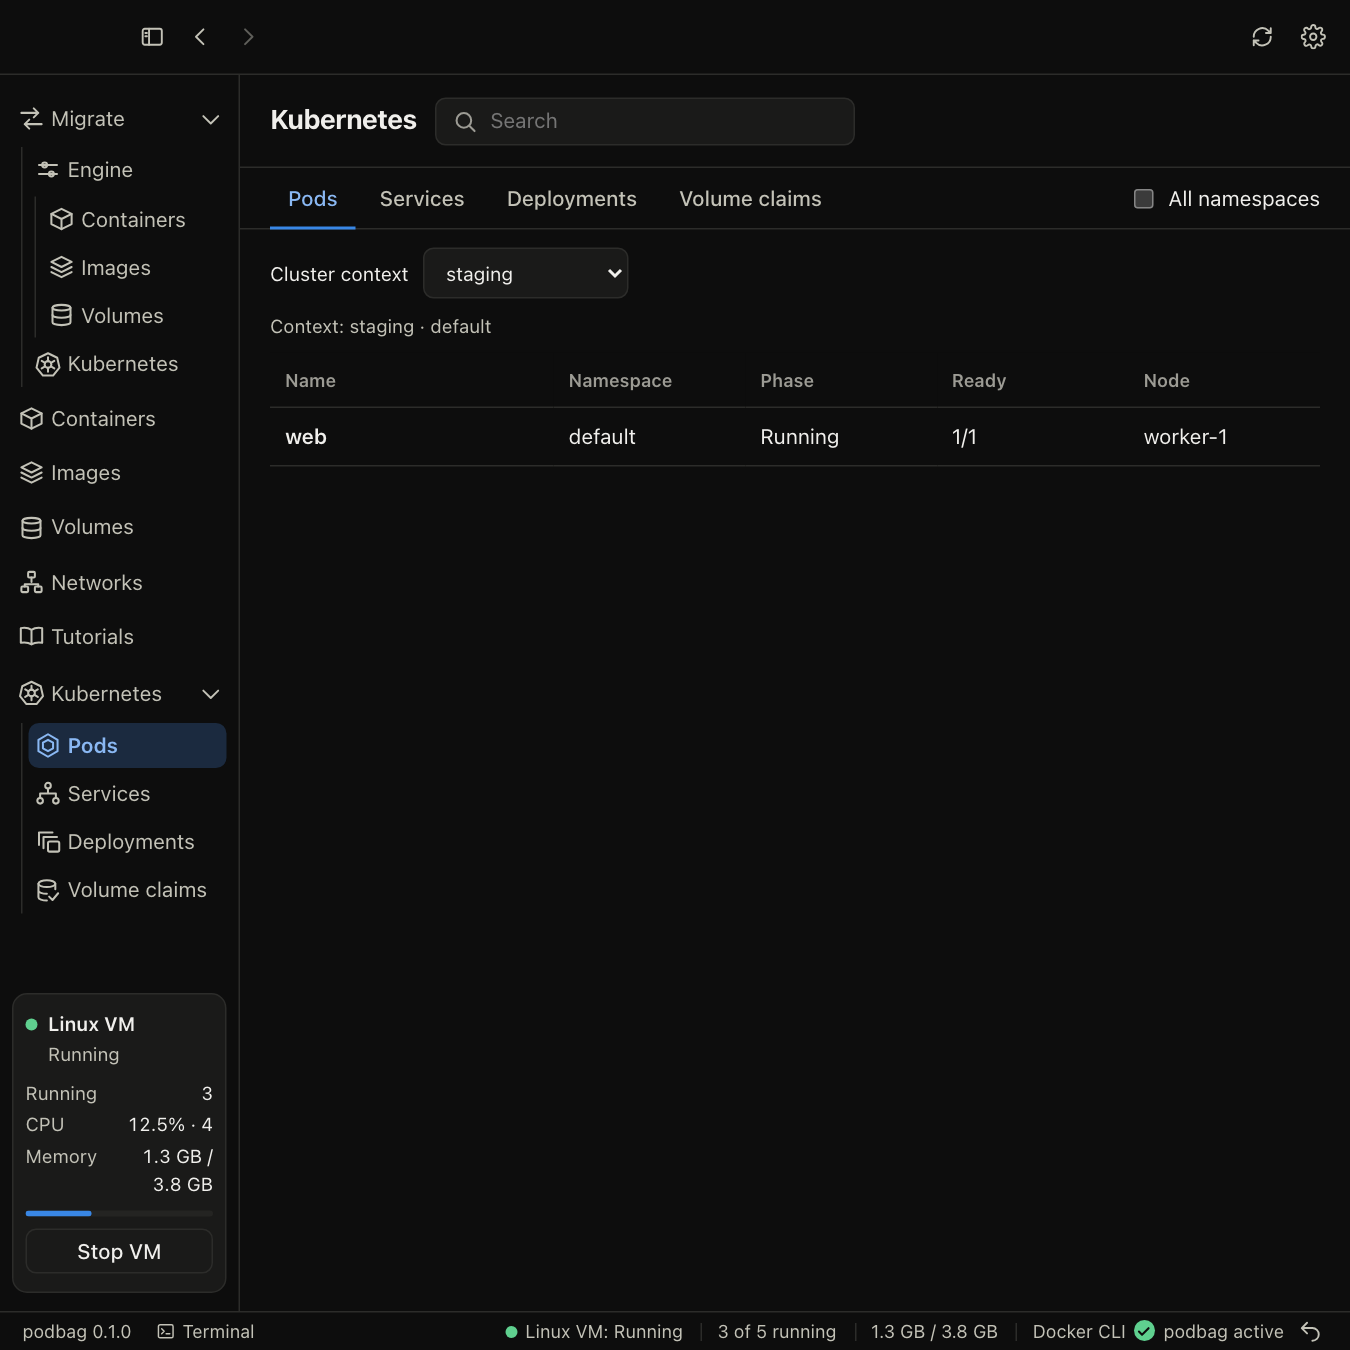 Migrate
Engine
Containers
Images
Volumes
Kubernetes
Containers
Images
Volumes
Networks
Tutorials
Kubernetes
Pods
Services
Deployments
Volume claims
Linux VM
Running
Running 3
CPU 12.5% · 4
Memory 1.3 GB /
3.8 GB
Stop VM
Kubernetes
Search
Pods Services Deployments Volume claims All namespaces
Cluster context staging
Context: staging · default
Name Namespace Phase Ready Node
web default Running 1/1 worker-1
podbag 0.1.0 Terminal Linux VM: Running 3 of 5 running 1.3 GB / 3.8 GB Docker CLI podbag active